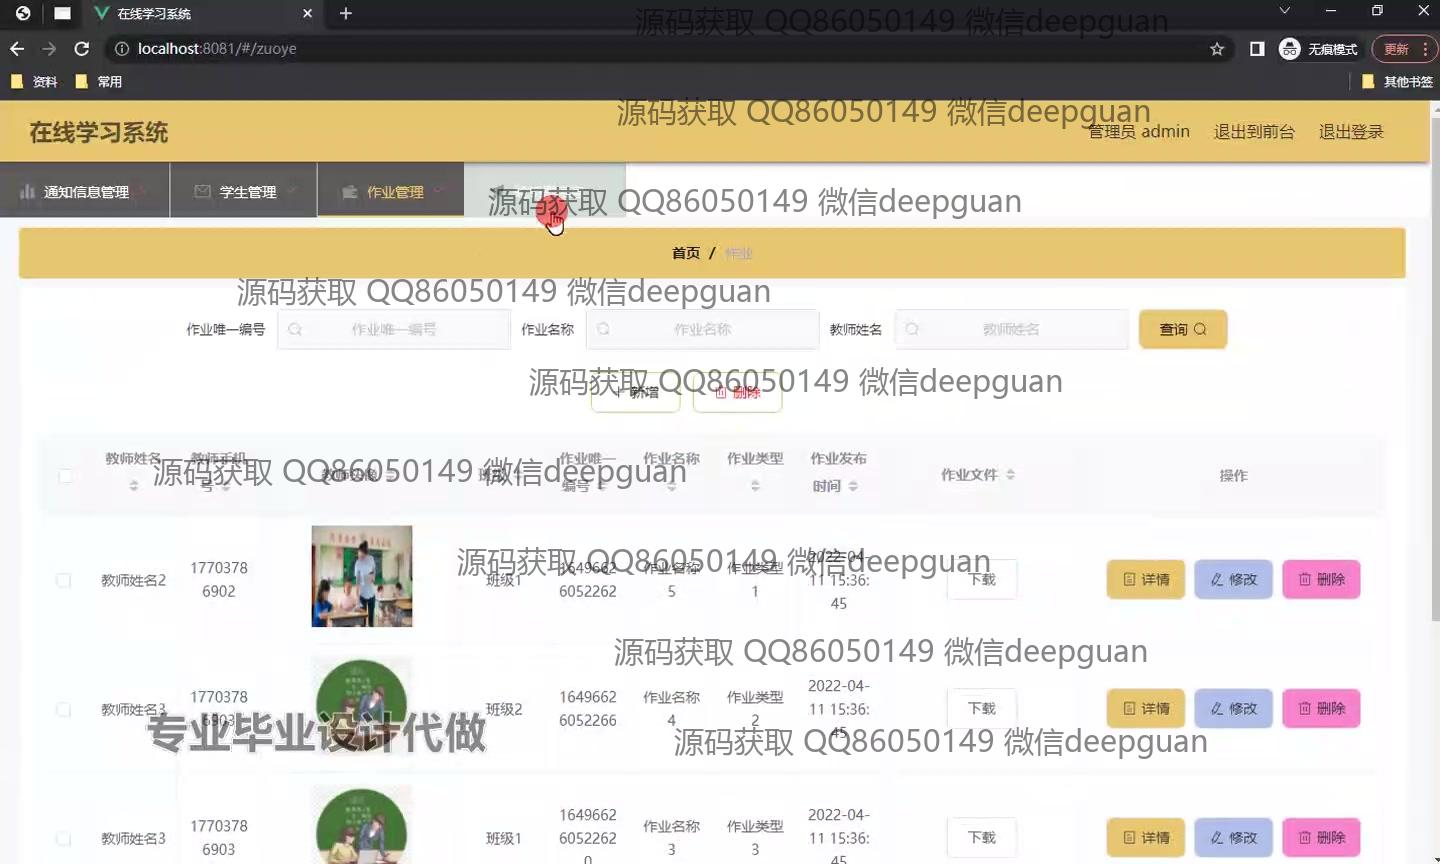 在线学习系统
localhost:8081/#/zuoye
无痕模式
更新
资料
常用
其他书签
源码获取 QQ86050149 微信deepguan
源码获取 QQ86050149 微信deepguan
在线学习系统
管理员 admin
退出到前台
退出登录
通知信息管理
学生管理
作业管理
源码获取 QQ86050149 微信deepguan
首页 / 作业
源码获取 QQ86050149 微信deepguan
作业唯一编号
作业唯一编号
作业名称
作业名称
教师姓名
教师姓名
查询
源码获取 QQ86050149 微信deepguan
新增
删除
教师姓名
教师手机号
教师头像
班级
作业唯一编号
作业名称
作业类型
作业发布时间
作业文件
操作
源码获取 QQ86050149 微信deepguan
源码获取 QQ86050149 微信deepguan
教师姓名2
1770378
6902
班级1
1649662
6052262
作业名称
5
作业类型
1
2022-04-
11 15:36:
45
下载
详情
修改
删除
源码获取 QQ86050149 微信deepguan
教师姓名3
1770378
6903
班级2
1649662
6052266
作业名称
4
作业类型
2
2022-04-
11 15:36:
45
下载
详情
修改
删除
专业毕业设计代做
源码获取 QQ86050149 微信deepguan
教师姓名3
1770378
6903
班级1
1649662
6052262
0
作业名称
3
作业类型
3
2022-04-
11 15:36:
45
下载
详情
修改
删除